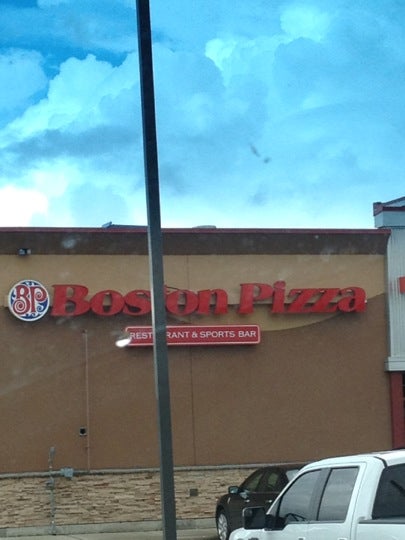 BP Boston Pizza
RESTAURANT & SPORTS BAR